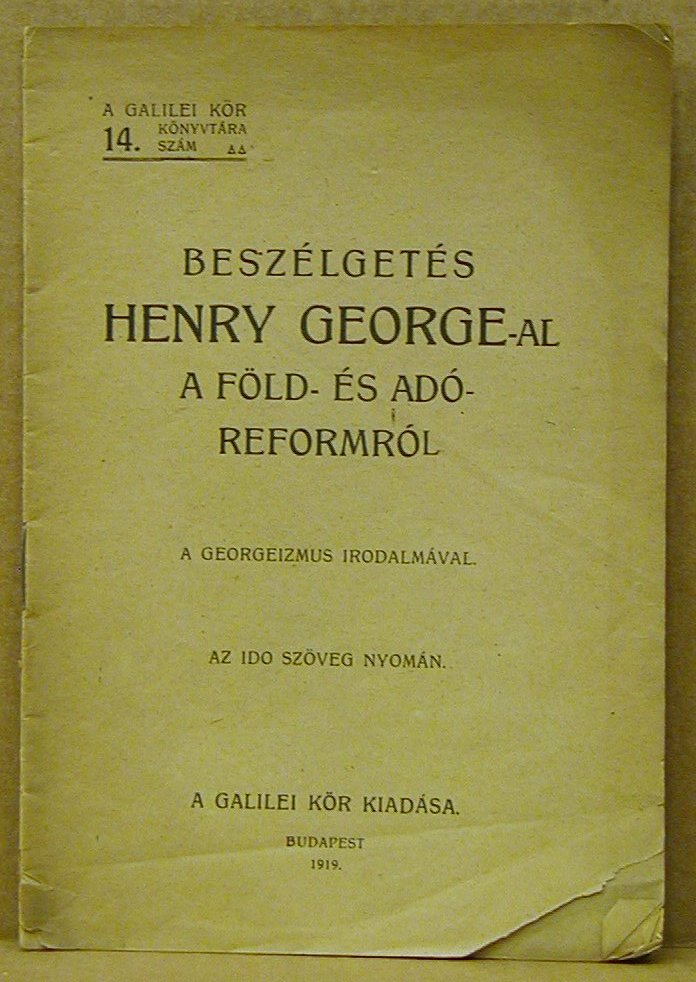 A GALILEI KÖR
14. KÖNYVTÁRA
SZÁM
BESZÉLGETÉS
HENRY GEORGE-AL
A FÖLD- ÉS ADÓ-
REFORMRÓL
A GEORGEIZMUS IRODALMÁVAL.
AZ IDO SZÖVEG NYOMÁN.
A GALILEI KÖR KIADÁSA.
BUDAPEST
1919.